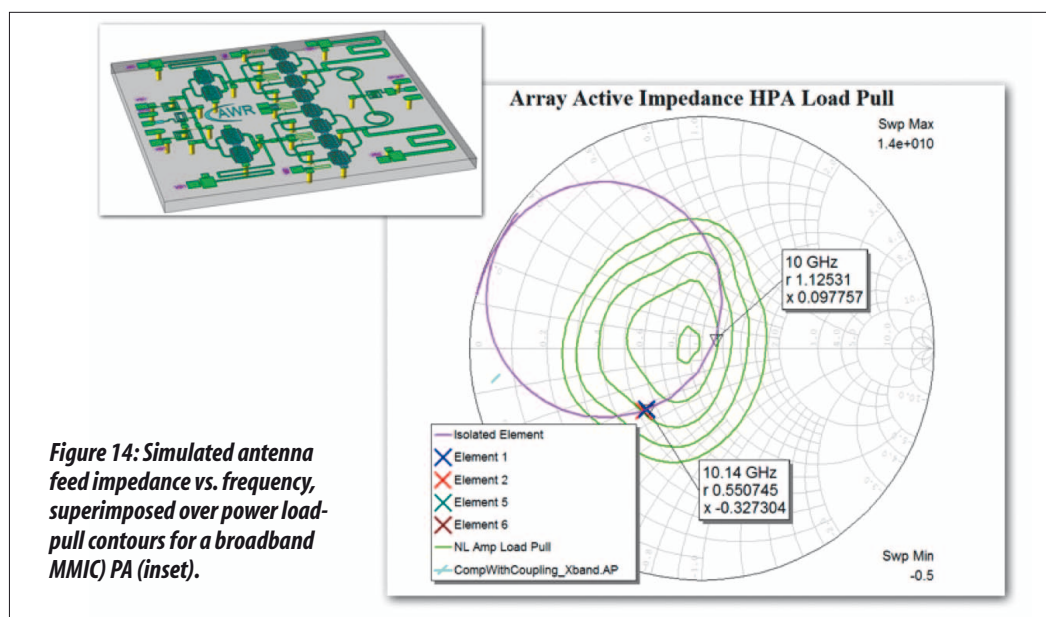 AWR
Array Active Impedance HPA Load Pull
Swp Max
1.4e+010
10 GHz
r 1.12531
x 0.097757
Isolated Element
Element 1
Element 2
Element 5
Element 6
NL Amp Load Pull
CompWithCoupling_Xband.AP
10.14 GHz
r 0.550745
x -0.327304
Swp Min
-0.5
Figure 14: Simulated antenna
feed impedance vs. frequency,
superimposed over power load-
pull contours for a broadband
MMIC) PA (inset).